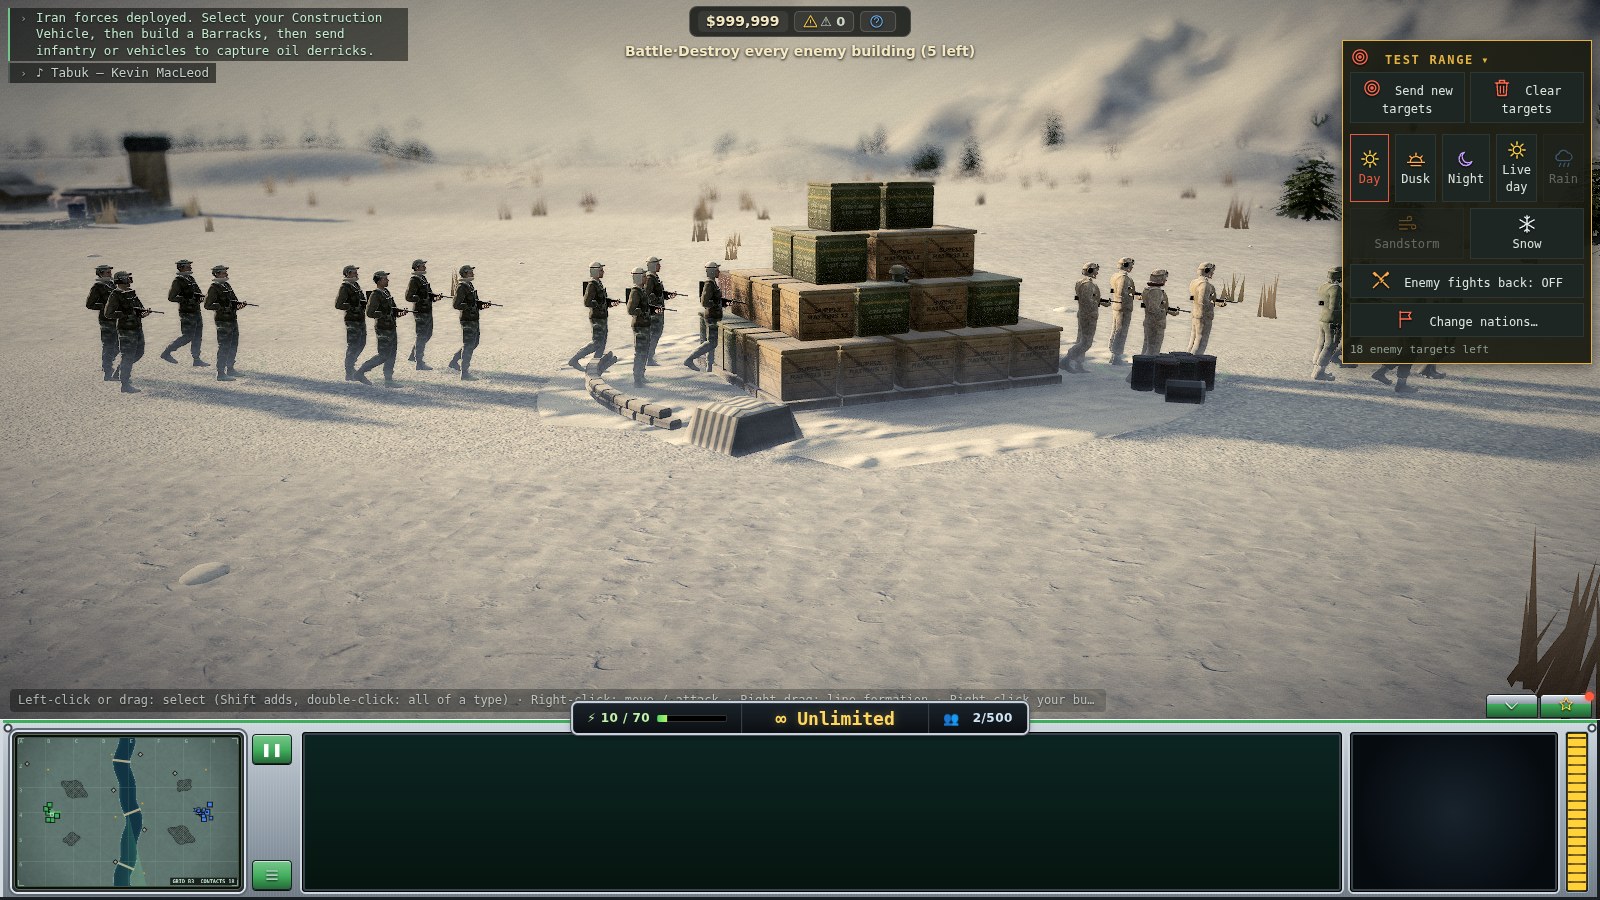 › Iran forces deployed. Select your Construction
Vehicle, then build a Barracks, then send
infantry or vehicles to capture oil derricks.
› ♪ Tabuk — Kevin MacLeod
$999,999
⚠ 0
Battle·Destroy every enemy building (5 left)
TEST RANGE ▾
Send new
targets
Clear
targets
Day
Dusk
Night
Live
day
Rain
Sandstorm
Snow
Enemy fights back: OFF
Change nations…
18 enemy targets left
Left-click or drag: select (Shift adds, double-click: all of a type) · Right-click: move / attack · Right-drag: line formation · Right-click your bu…
⚡ 10 / 70
∞ Unlimited
2/500
GRID D3 CONTACTS 18